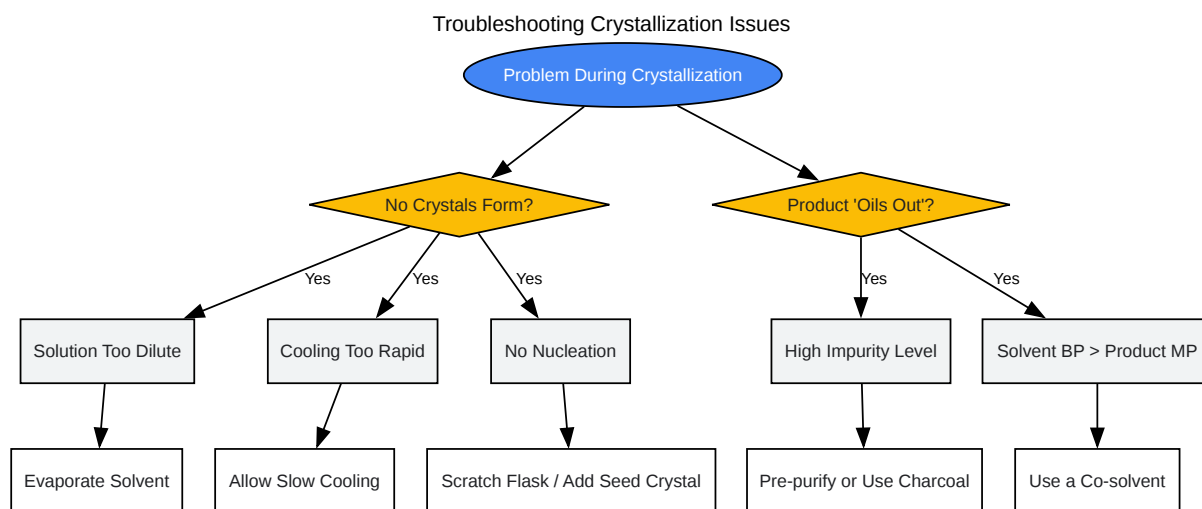 Troubleshooting Crystallization Issues
Problem During Crystallization
No Crystals Form?
Product 'Oils Out'?
Yes
Yes
Yes
Yes
Yes
Solution Too Dilute
Cooling Too Rapid
No Nucleation
High Impurity Level
Solvent BP > Product MP
Evaporate Solvent
Allow Slow Cooling
Scratch Flask / Add Seed Crystal
Pre-purify or Use Charcoal
Use a Co-solvent